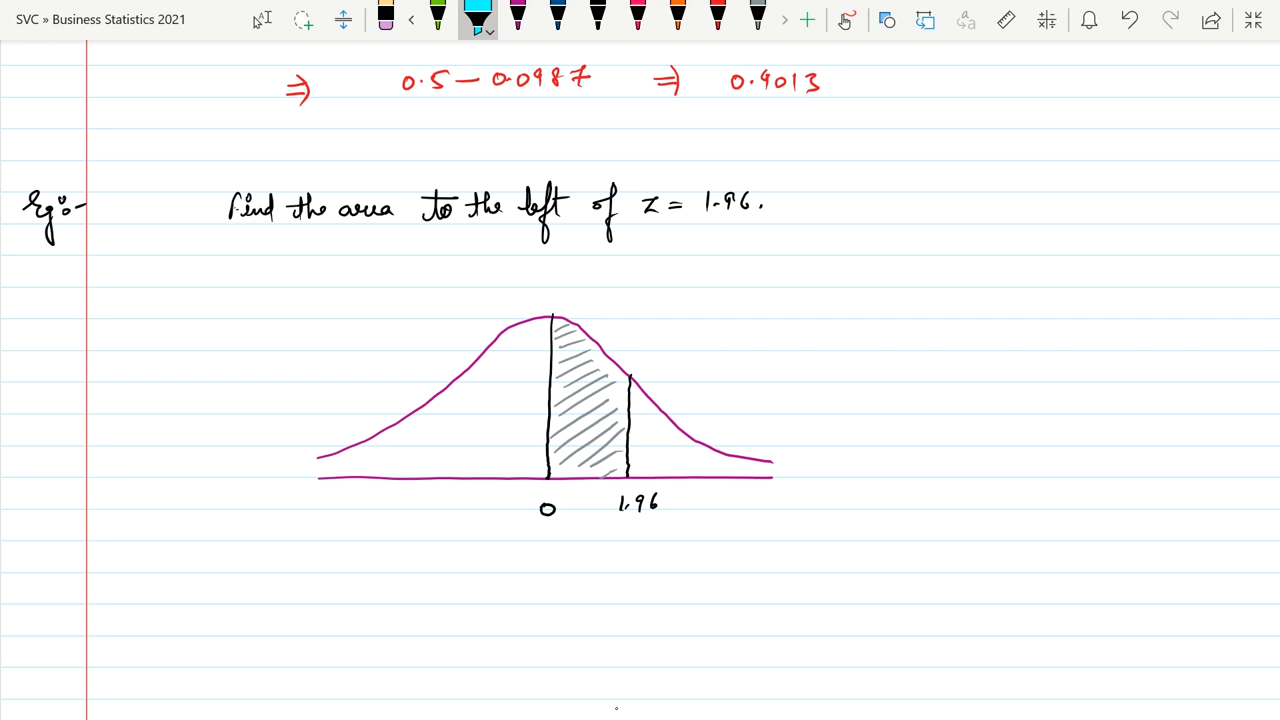 SVC » Business Statistics 2021
⇒ 0.5 – 0.0987 ⇒ 0.4013
Eg:- Find the area to the left of z = 1.96.
0 1.96